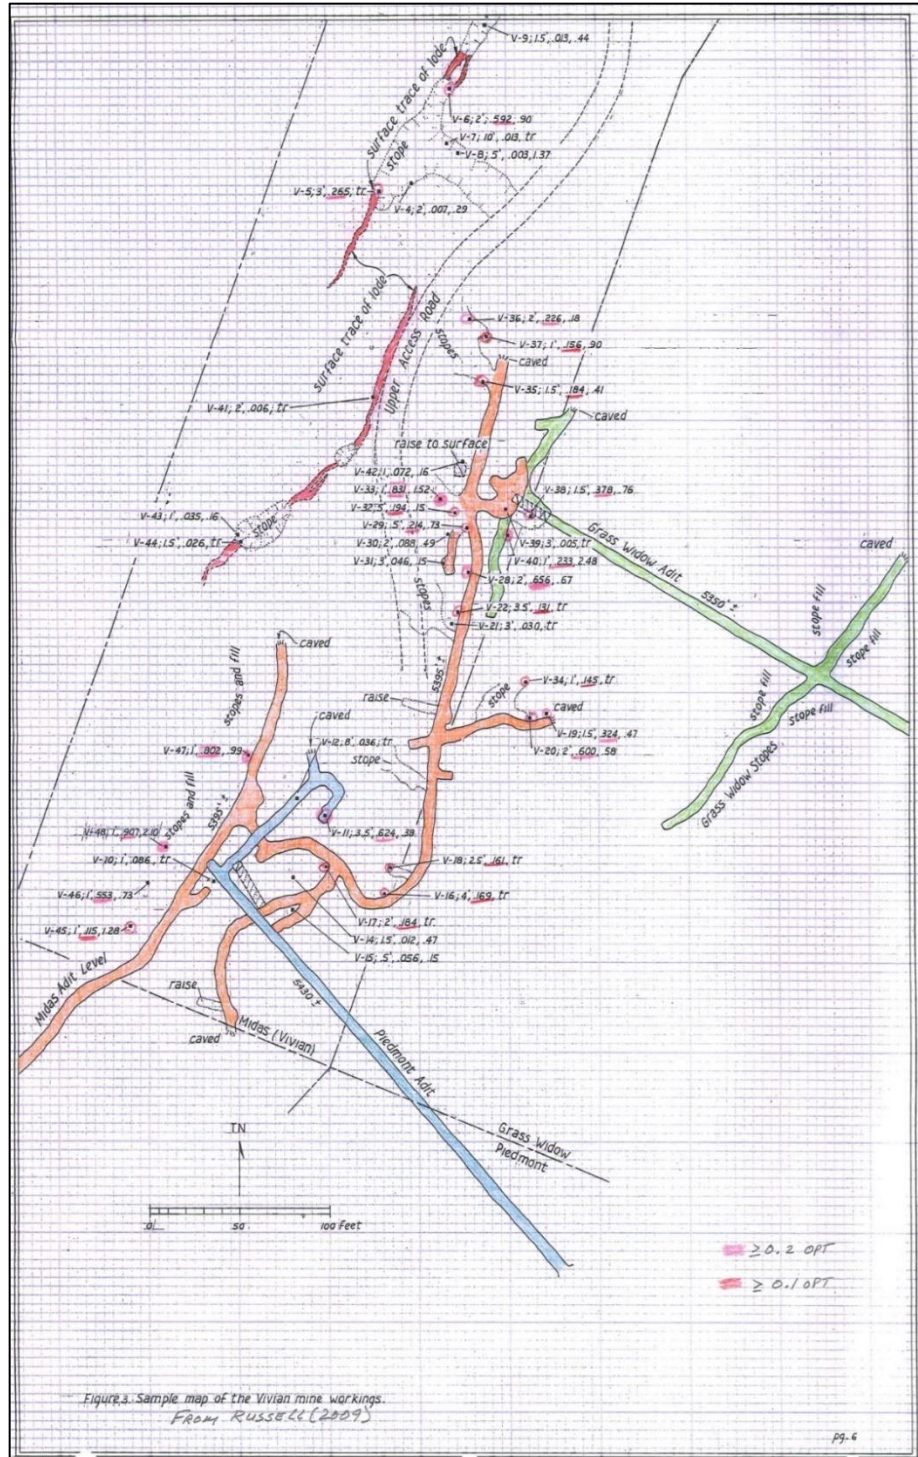 V-9; 1.5', .013, .44
surface trace of lode
stope
V-6; 2', .592, .90
V-7; 10', .013, tr
V-8; 5', .003, 1.37
V-5; 3', .265, tr
V-4; 2', .007, .29
surface trace of lode
Upper Access Road
V-36; 2', .226, .18
stopes
V-37; 1', .156, .90
caved
V-35; 1.5', .184, .41
V-41; 2', .006, tr
caved
raise to surface
V-42; 1', .072, .16
V-33; 1', .831, 1.52
V-38; 1.5', .378, .76
V-32; .5', .194, .15
V-43; 1', .035, .16
stope
V-29; .5', .214, .73
V-44; 1.5', .026, tr
V-30; 2', .088, .49
V-39; 3', .005, tr
V-31; 3', .046, .15
V-40; 1', .233, 2.48
Grass Widow Adit
5350' ±
caved
V-28; 2', .656, .67
stopes
V-22; 3.5', .131, tr
V-21; 3', .030, tr
stope fill
stope fill
stope fill
stope fill
Grass Widow Stopes
caved
stopes and fill
5395' ±
V-34; 1', .145, tr
stope
raise
caved
V-19; 1.5', .324, .47
V-20; 2', .600, .58
caved
V-12; 8', .036, tr
V-47; 1', .802, .99
stope
stopes and fill
5395' ±
V-11; 3.5', .624, .38
V-48; 1', .907, 2.10
V-10; 1', .086, tr
V-18; 2.5', .161, tr
V-46; 1', .553, .73
V-16; 4', .169, tr
V-17; 2', .184, tr
V-45; 1', .115, 1.28
V-14; 1.5', .012, .47
V-15; .5', .056, .15
Midas Adit Level
raise
5430 ±
caved
Midas (Vivian)
Piedmont Adit
Grass Widow
Piedmont
TN
0 50 100 feet
≥ 0.2 OPT
≥ 0.1 OPT
Figure 3. Sample map of the Vivian mine workings.
FROM RUSSELL (2009)
pg. 6